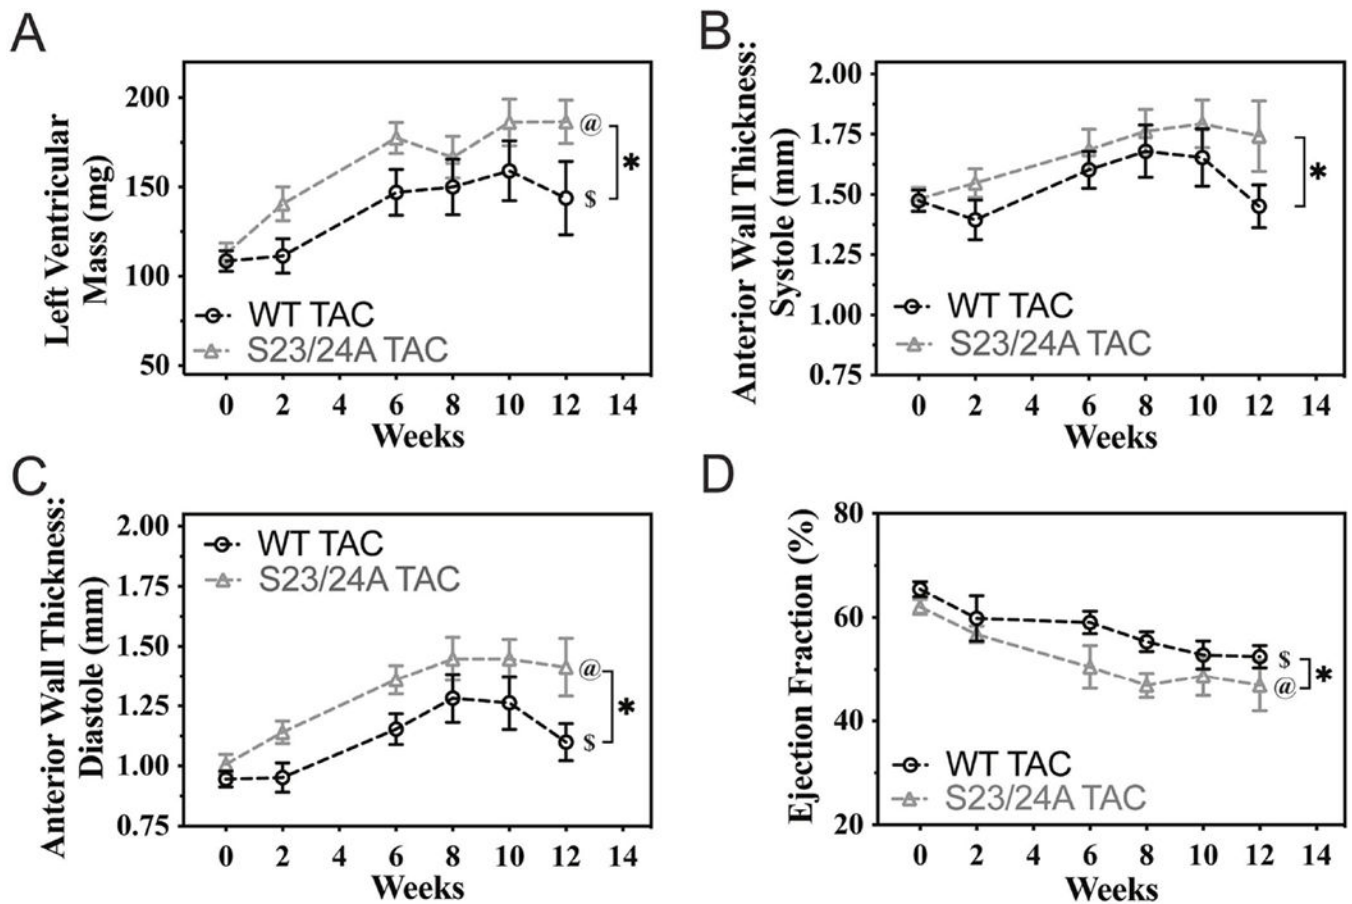 A
Left Ventricular
Mass (mg)
200
150
100
50
@
$
*
WT TAC
S23/24A TAC
0 2 4 6 8 10 12 14
Weeks
B
Anterior Wall Thickness:
Systole (mm)
2.00
1.75
1.50
1.25
1.00
0.75
*
WT TAC
S23/24A TAC
0 2 4 6 8 10 12 14
Weeks
C
Anterior Wall Thickness:
Diastole (mm)
2.00
1.75
1.50
1.25
1.00
0.75
WT TAC
S23/24A TAC
@
$
*
0 2 4 6 8 10 12 14
Weeks
D
Ejection Fraction (%)
80
60
40
20
$
@
*
WT TAC
S23/24A TAC
0 2 4 6 8 10 12 14
Weeks